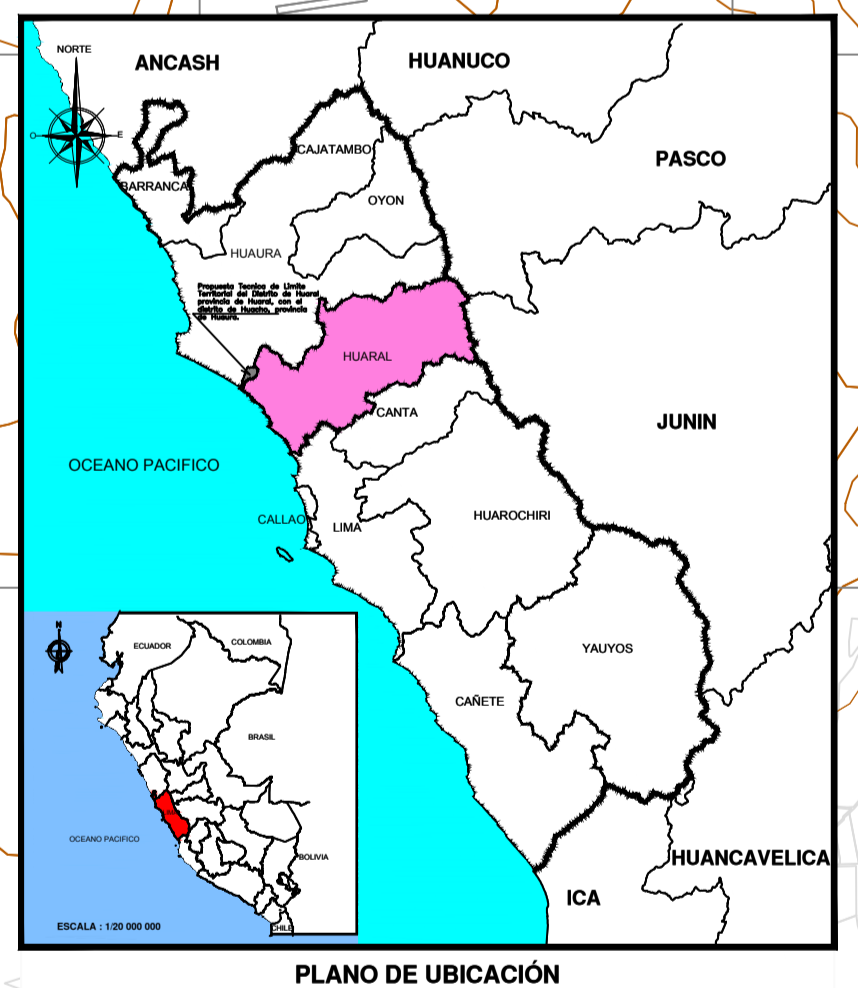 NORTE
O
E
ANCASH
HUANUCO
PASCO
CAJATAMBO
BARRANCA
OYON
HUAURA
Propuesta Tecnica de Limite
Territorial del Distrito de Huaral,
provincia de Huaral, con el
distrito de Huacho, provincia
de Huaura.
HUARAL
CANTA
JUNIN
OCEANO PACIFICO
CALLAO
LIMA
HUAROCHIRI
YAUYOS
CAÑETE
HUANCAVELICA
ICA
N
ECUADOR
COLOMBIA
BRASIL
OCEANO PACIFICO
BOLIVIA
CHILE
ESCALA : 1/20 000 000
PLANO DE UBICACIÓN